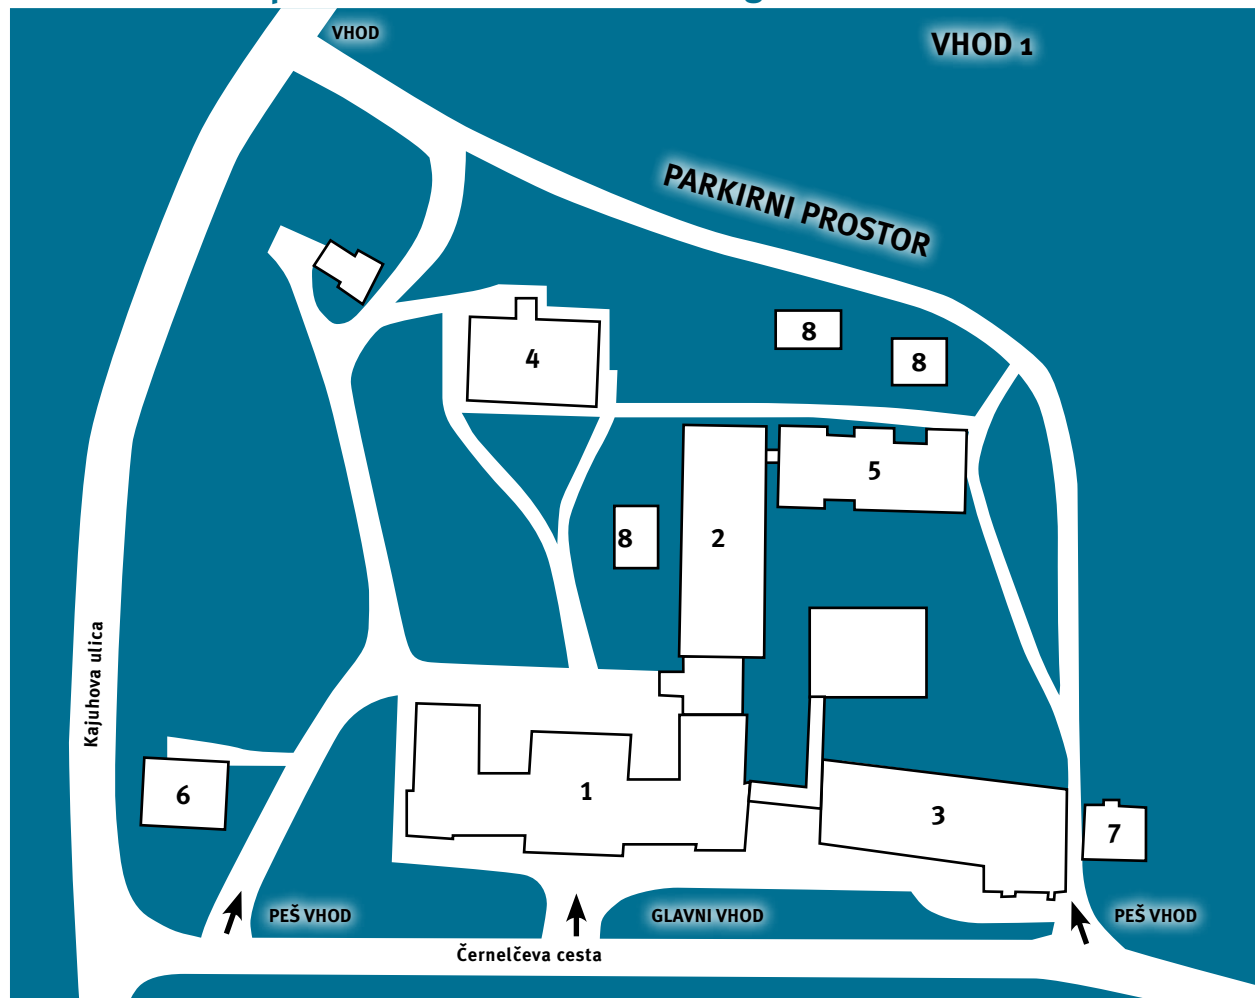 VHOD
VHOD 1
PARKIRNI PROSTOR
8
8
4
5
8
2
Kajuhova ulica
6
1
3
7
PEŠ VHOD
GLAVNI VHOD
PEŠ VHOD
Černelčeva cesta